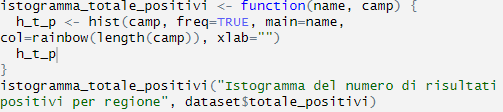 istogramma_totale_positivi <- function(name, camp) {
  h_t_p <- hist(camp, freq=TRUE, main=name,
col=rainbow(length(camp)), xlab="")
  h_t_p
}
istogramma_totale_positivi("Istogramma del numero di risultati
positivi per regione", dataset$totale_positivi)